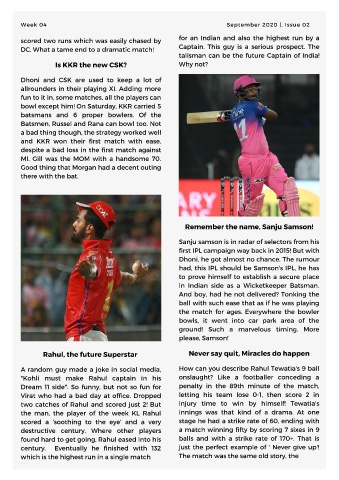 Week 04
September 2020 | Issue 02
scored two runs which was easily chased by
DC. What a tame end to a dramatic match!
Is KKR the new CSK?
Dhoni and CSK are used to keep a lot of
allrounders in their playing XI. Adding more
fun to it in, some matches, all the players can
bowl except him! On Saturday, KKR carried 5
batsmans and 6 proper bowlers. Of the
Batsmen, Russel and Rana can bowl too. Not
a bad thing though, the strategy worked well
and KKR won their first match with ease,
despite a bad loss in the first match against
MI. Gill was the MOM with a handsome 70.
Good thing that Morgan had a decent outing
there with the bat.
Rahul, the future Superstar
A random guy made a joke in social media,
"Kohli must make Rahul captain in his
Dream 11 side". So funny, but not so fun for
Virat who had a bad day at office. Dropped
two catches of Rahul and scored just 2! But
the man, the player of the week KL Rahul
scored a 'soothing to the eye' and a very
destructive century. Where other players
found hard to get going, Rahul eased into his
century. Eventually he finished with 132
which is the highest run in a single match
for an Indian and also the highest run by a
Captain. This guy is a serious prospect. The
talisman can be the future Captain of India!
Why not?
Remember the name, Sanju Samson!
Sanju samson is in radar of selectors from his
first IPL campaign way back in 2015! But with
Dhoni, he got almost no chance. The rumour
had, this IPL should be Samson's IPL, he has
to prove himself to establish a secure place
in Indian side as a Wicketkeeper Batsman.
And boy, had he not delivered? Tonking the
ball with such ease that as if he was playing
the match for ages. Everywhere the bowler
bowls, it went into car park area of the
ground! Such a marvelous timing. More
please, Samson!
Never say quit, Miracles do happen
How can you describe Rahul Tewatia's 9 ball
onslaught? Like a footballer conceding a
penalty in the 89th minute of the match,
letting his team lose 0-1, then score 2 in
injury time to win by himself! Tewatia's
innings was that kind of a drama. At one
stage he had a strike rate of 60, ending with
a match winning fifty by scoring 7 sixes in 9
balls and with a strike rate of 170+. That is
just the perfect example of ' Never give up'!
The match was the same old story, the